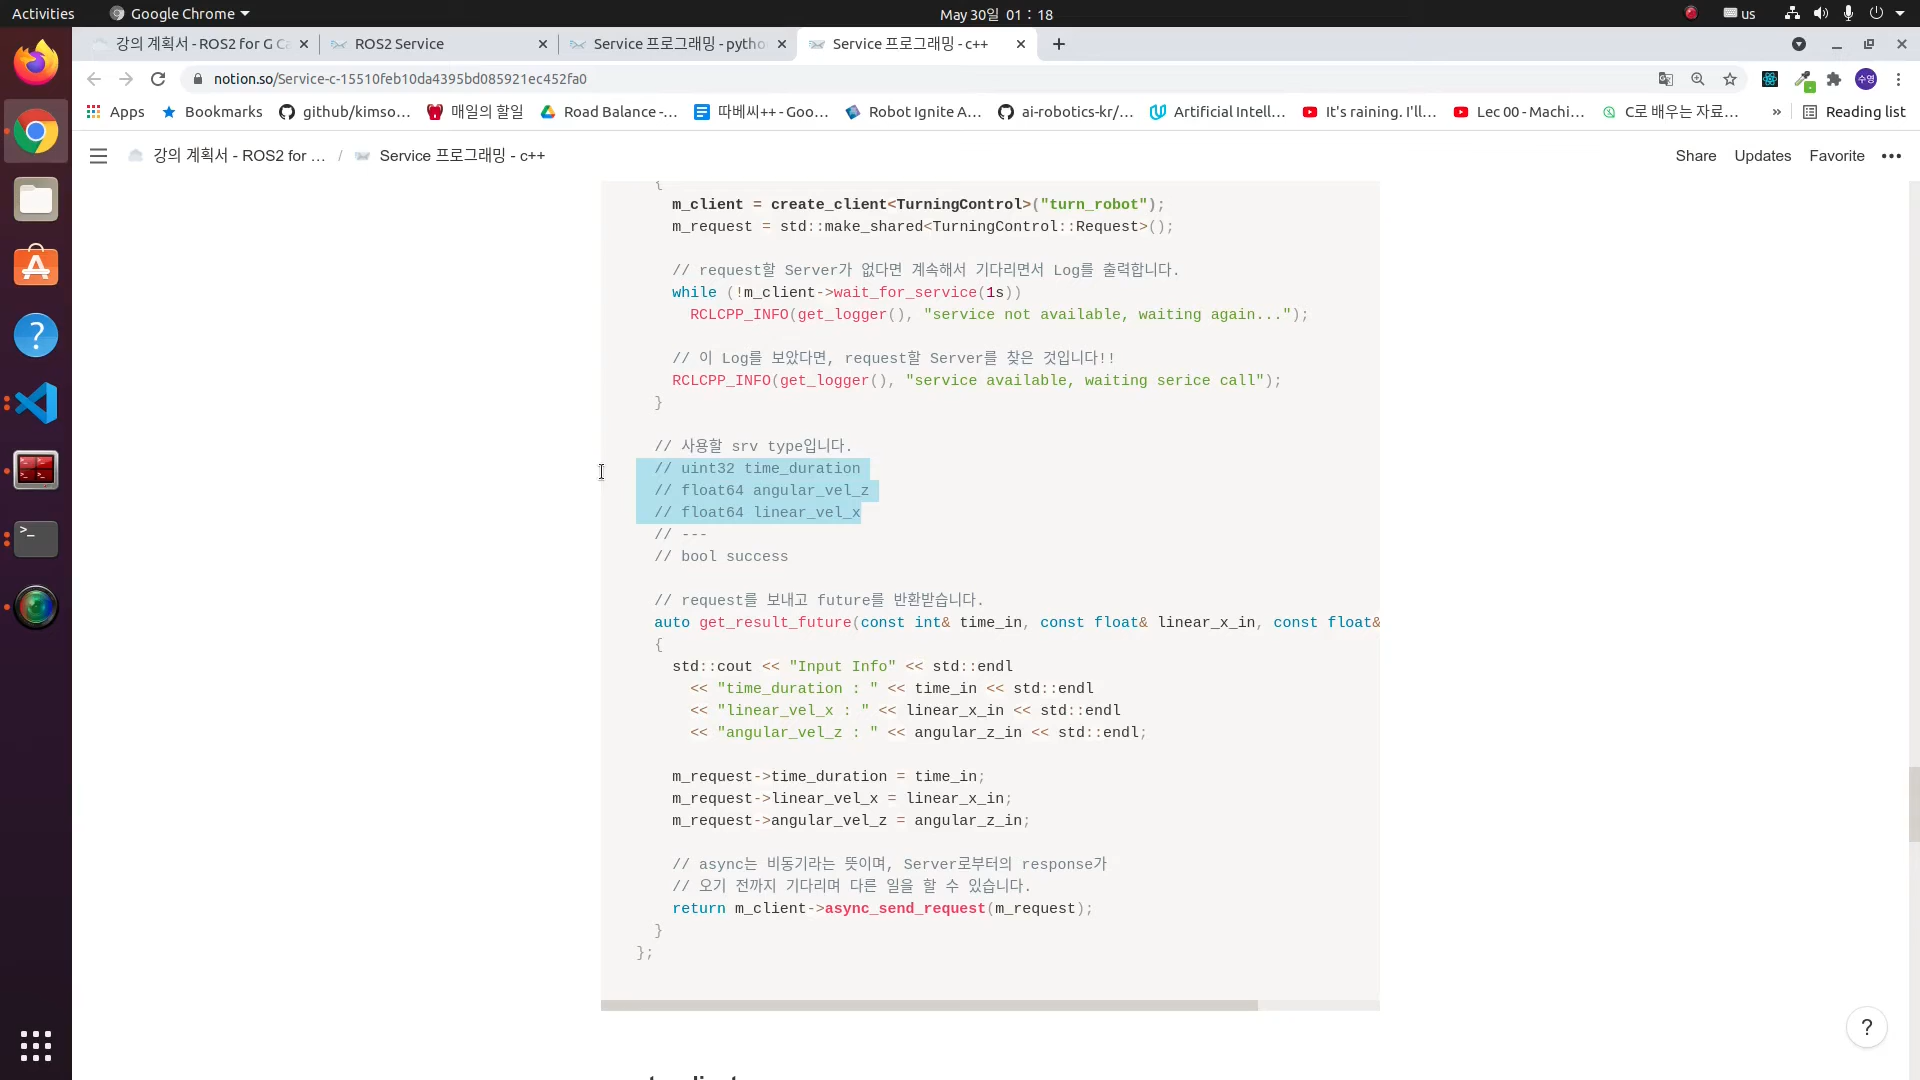 Activities
Google Chrome
May 30일 01 : 18
us
강의 계획서 - ROS2 for G Ca
ROS2 Service
Service 프로그래밍 - pytho
Service 프로그래밍 - c++
notion.so/Service-c-15510feb10da4395bd085921ec452fa0
수영
Apps
Bookmarks
github/kimso...
매일의 할일
Road Balance -...
따베씨++ - Goo...
Robot Ignite A...
ai-robotics-kr/...
Artificial Intell...
It's raining. I'll...
Lec 00 - Machi...
C로 배우는 자료...
»
Reading list
강의 계획서 - ROS2 for ... / Service 프로그래밍 - c++
Share
Updates
Favorite
{
m_client = create_client<TurningControl>("turn_robot");
m_request = std::make_shared<TurningControl::Request>();
// request할 Server가 없다면 계속해서 기다리면서 Log를 출력합니다.
while (!m_client->wait_for_service(1s))
RCLCPP_INFO(get_logger(), "service not available, waiting again...");
// 이 Log를 보았다면, request할 Server를 찾은 것입니다!!
RCLCPP_INFO(get_logger(), "service available, waiting serice call");
}
// 사용할 srv type입니다.
// uint32 time_duration
// float64 angular_vel_z
// float64 linear_vel_x
// ---
// bool success
// request를 보내고 future를 반환받습니다.
auto get_result_future(const int& time_in, const float& linear_x_in, const float&
{
std::cout << "Input Info" << std::endl
<< "time_duration : " << time_in << std::endl
<< "linear_vel_x : " << linear_x_in << std::endl
<< "angular_vel_z : " << angular_z_in << std::endl;
m_request->time_duration = time_in;
m_request->linear_vel_x = linear_x_in;
m_request->angular_vel_z = angular_z_in;
// async는 비동기라는 뜻이며, Server로부터의 response가
// 오기 전까지 기다리며 다른 일을 할 수 있습니다.
return m_client->async_send_request(m_request);
}
};
?